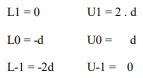 L1 = 0 U1 = 2 . d
L0 = -d U0 = d
L-1 = -2d U-1 = 0